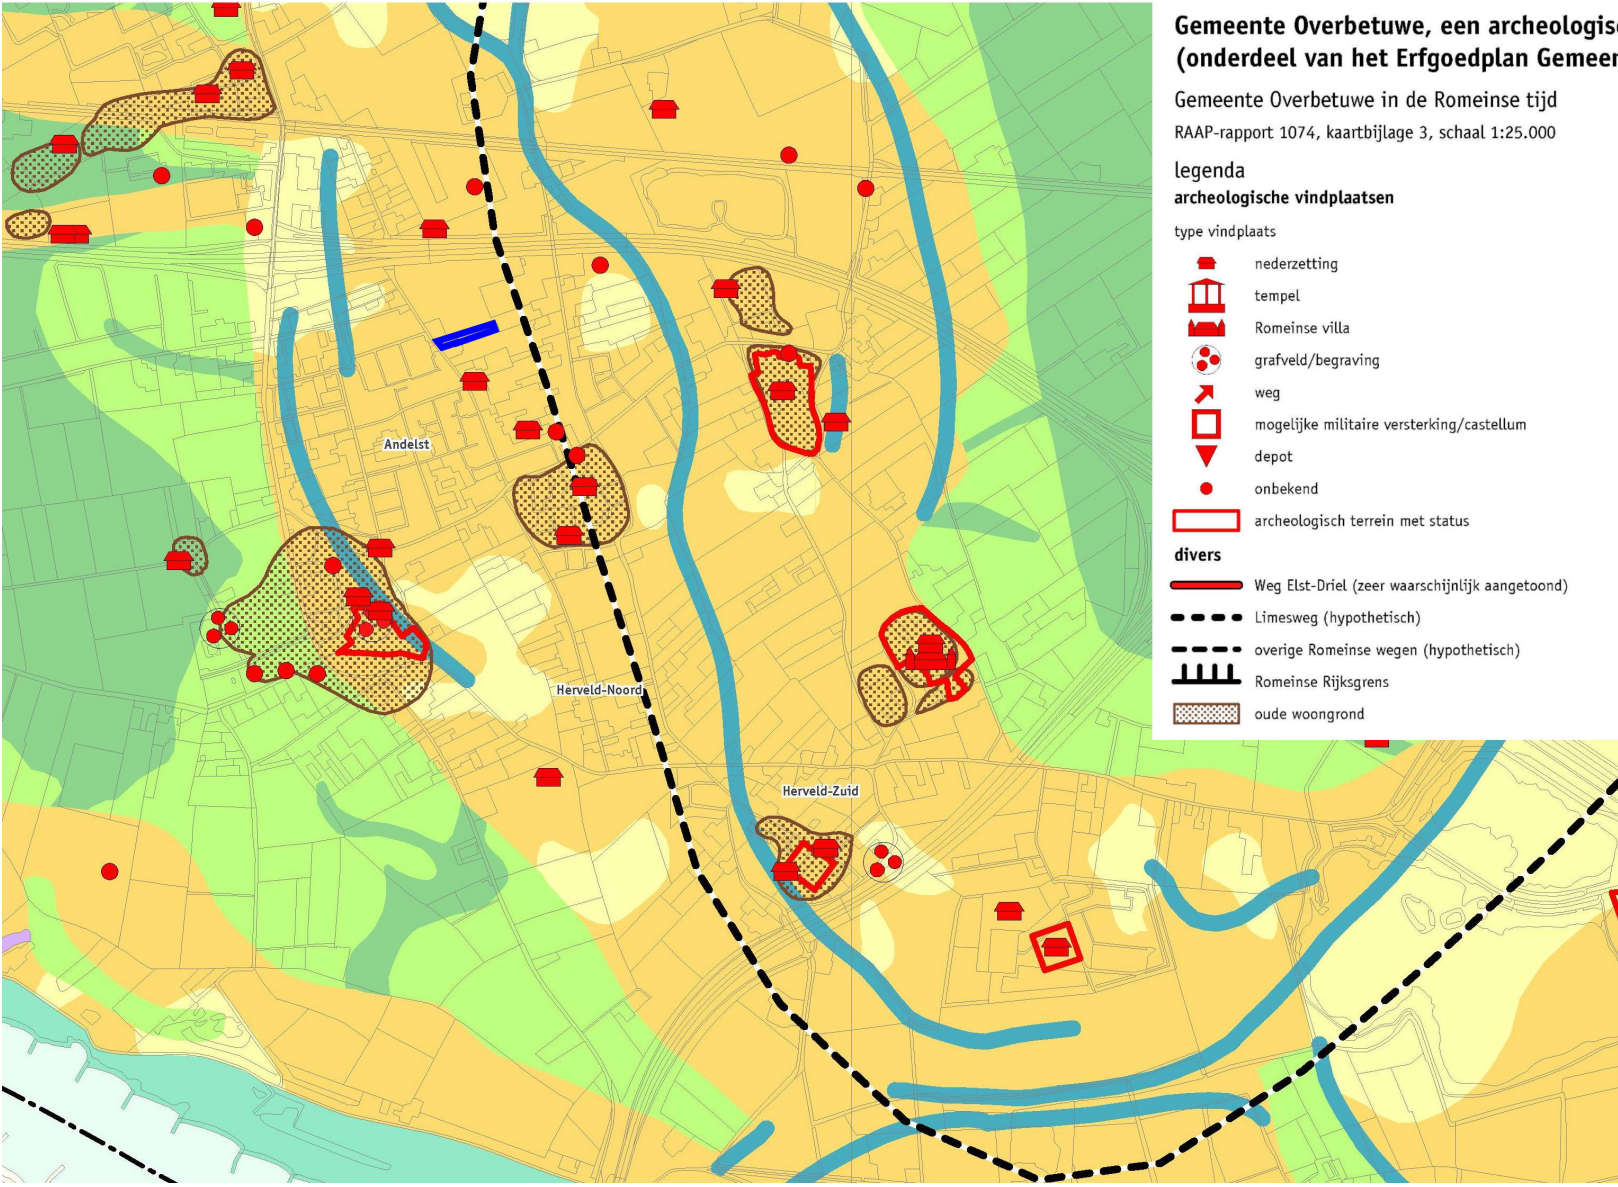 Gemeente Overbetuwe, een archeologisc
(onderdeel van het Erfgoedplan Gemeen
Gemeente Overbetuwe in de Romeinse tijd
RAAP-rapport 1074, kaartbijlage 3, schaal 1:25.000
legenda
archeologische vindplaatsen
type vindplaats
nederzetting
tempel
Romeinse villa
grafveld/begraving
weg
mogelijke militaire versterking/castellum
depot
onbekend
archeologisch terrein met status
divers
Weg Elst-Driel (zeer waarschijnlijk aangetoond)
Limesweg (hypothetisch)
overige Romeinse wegen (hypothetisch)
Romeinse Rijksgrens
oude woongrond
Andelst
Herveld-Noord
Herveld-Zuid